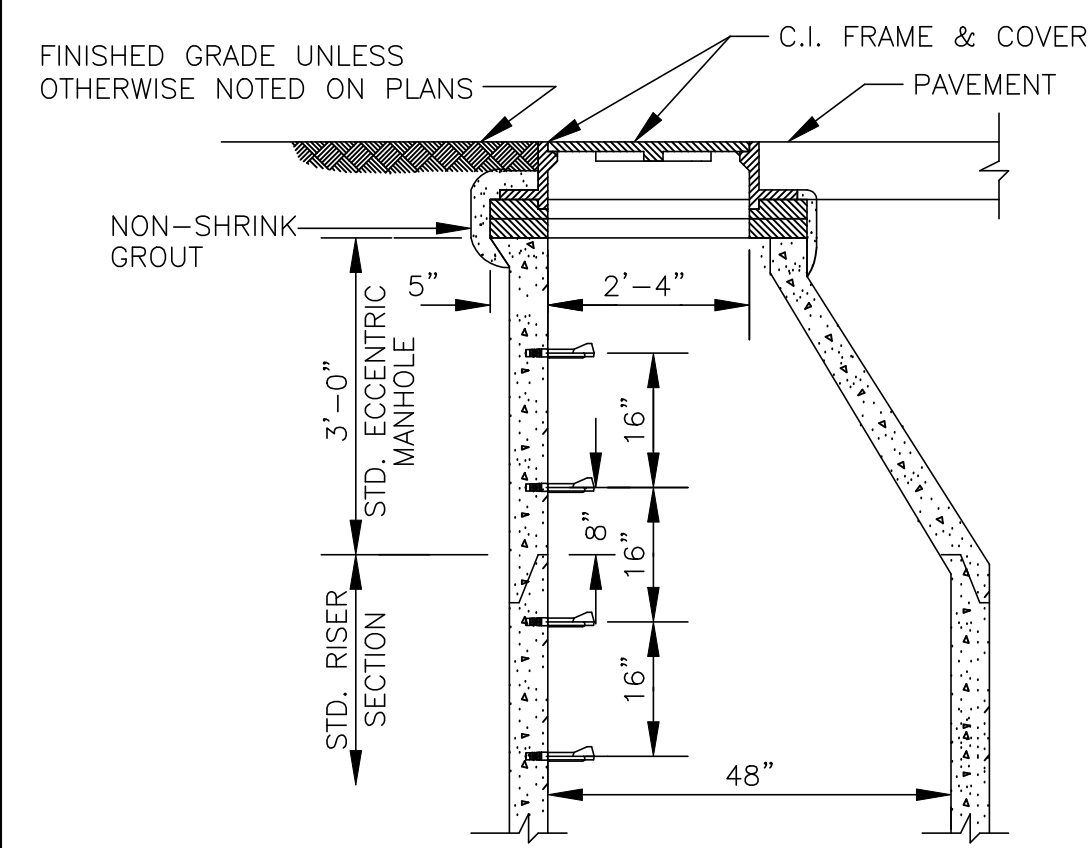 C.I. FRAME & COVER
FINISHED GRADE UNLESS
OTHERWISE NOTED ON PLANS
PAVEMENT
NON-SHRINK
GROUT
5"
2'-4"
3'-0"
STD. ECCENTRIC
MANHOLE
16"
8"
16"
16"
STD. RISER
SECTION
48"